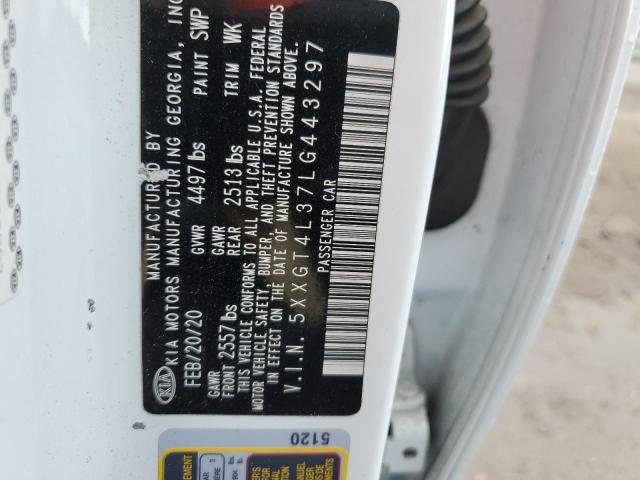 MANUFACTURED BY
KIA KIA MOTORS MANUFACTURING GEORGIA, INC
FEB/20/20 GVWR 4497 lbs PAINT SWP
GAWR FRONT 2557 lbs GAWR REAR 2513 lbs TRIM WK
THIS VEHICLE CONFORMS TO ALL APPLICABLE U.S.A. FEDERAL
MOTOR VEHICLE SAFETY, BUMPER, AND THEFT PREVENTION STANDARDS
IN EFFECT ON THE DATE OF MANUFACTURE SHOWN ABOVE.
V.I.N. 5XXGT4L37LG443297
PASSENGER CAR
5120